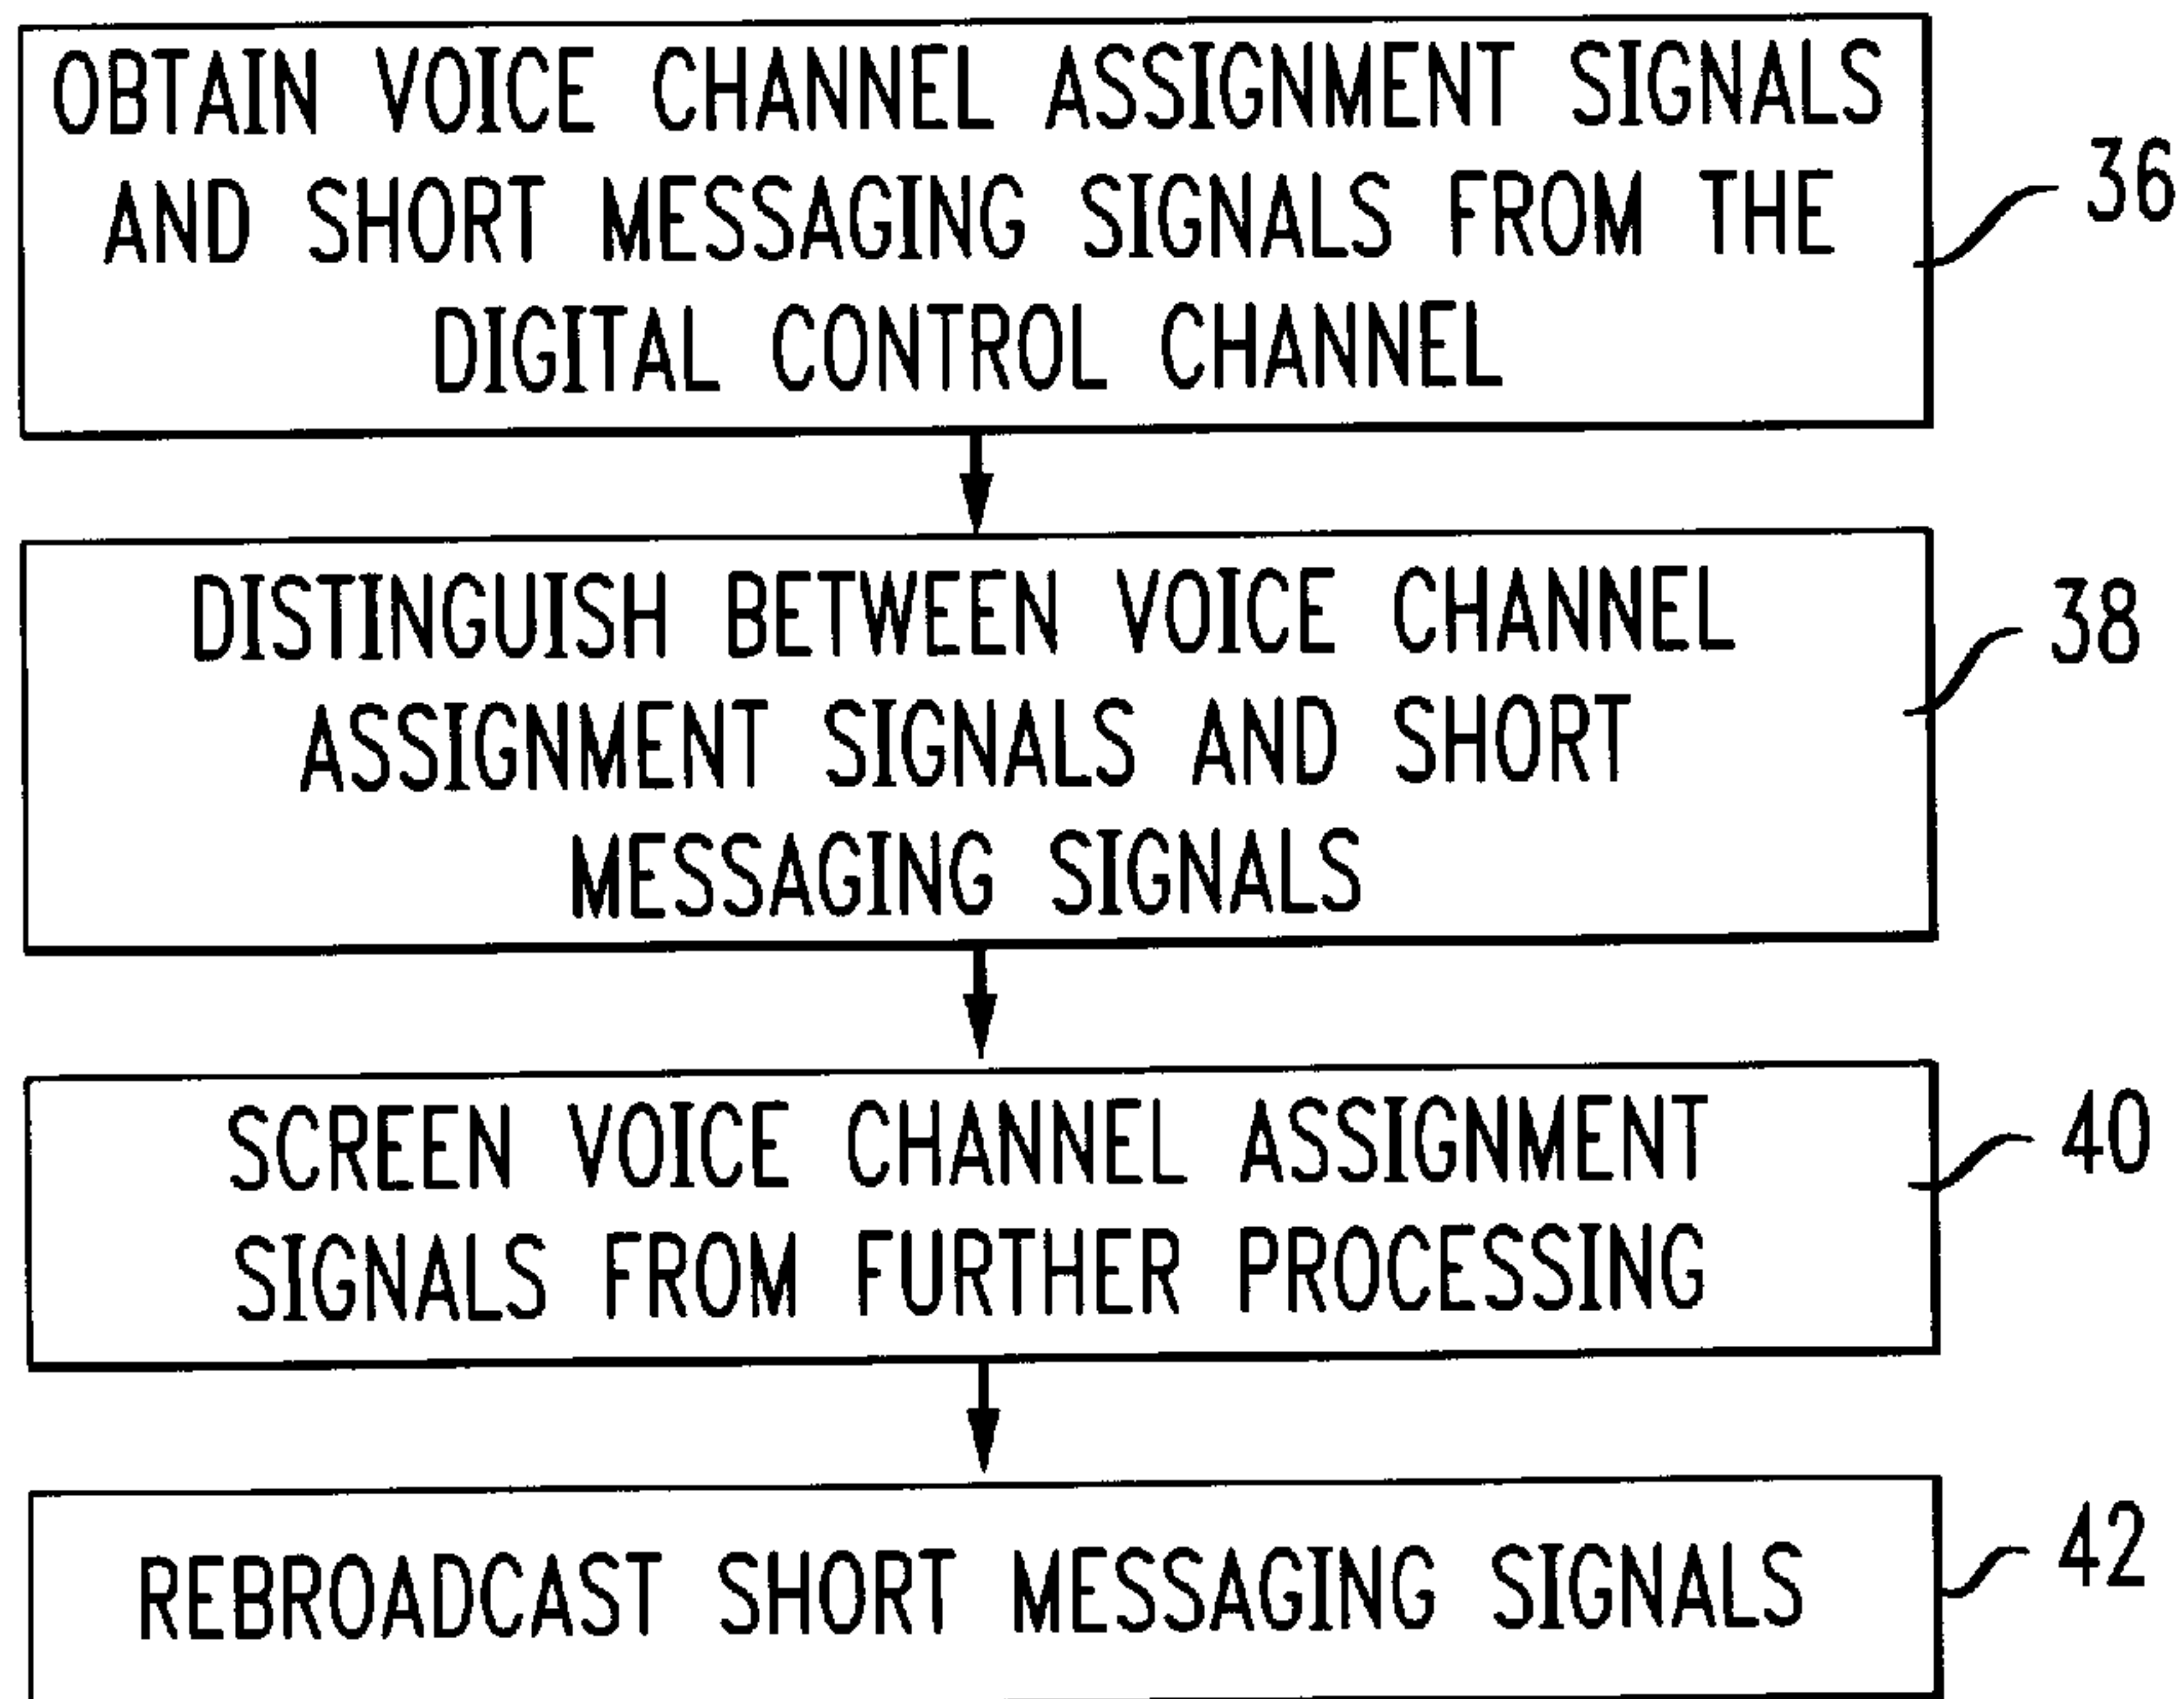 OBTAIN VOICE CHANNEL ASSIGNMENT SIGNALS
AND SHORT MESSAGING SIGNALS FROM THE
DIGITAL CONTROL CHANNEL
36
DISTINGUISH BETWEEN VOICE CHANNEL
ASSIGNMENT SIGNALS AND SHORT
MESSAGING SIGNALS
38
SCREEN VOICE CHANNEL ASSIGNMENT
SIGNALS FROM FURTHER PROCESSING
40
REBROADCAST SHORT MESSAGING SIGNALS
42